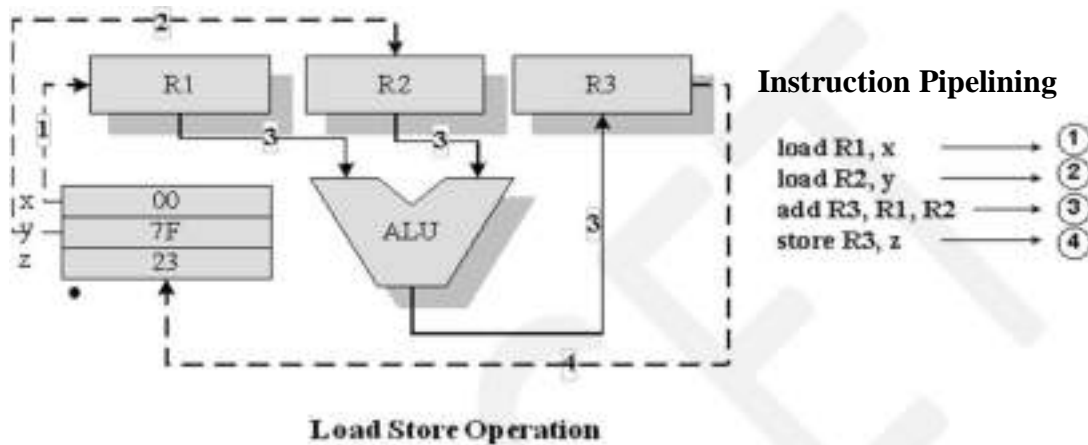 2
R1
R2
R3
Instruction Pipelining
1
3
3
load R1, x
1
load R2, y
2
add R3, R1, R2
3
store R3, z
4
x
00
y
7F
z
23
ALU
3
4
Load Store Operation